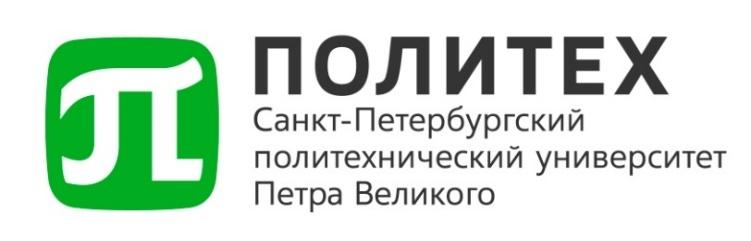 ПОЛИТЕХ
Санкт-Петербургский
политехнический университет
Петра Великого